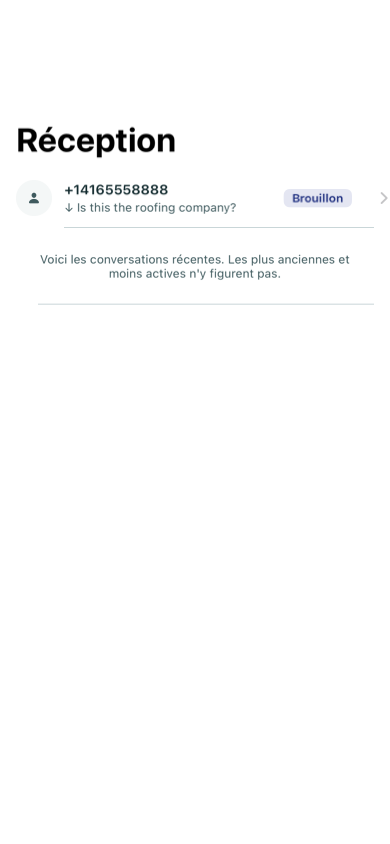 Réception
+14165558888
↓ Is this the roofing company?
Brouillon
Voici les conversations récentes. Les plus anciennes et
moins actives n'y figurent pas.